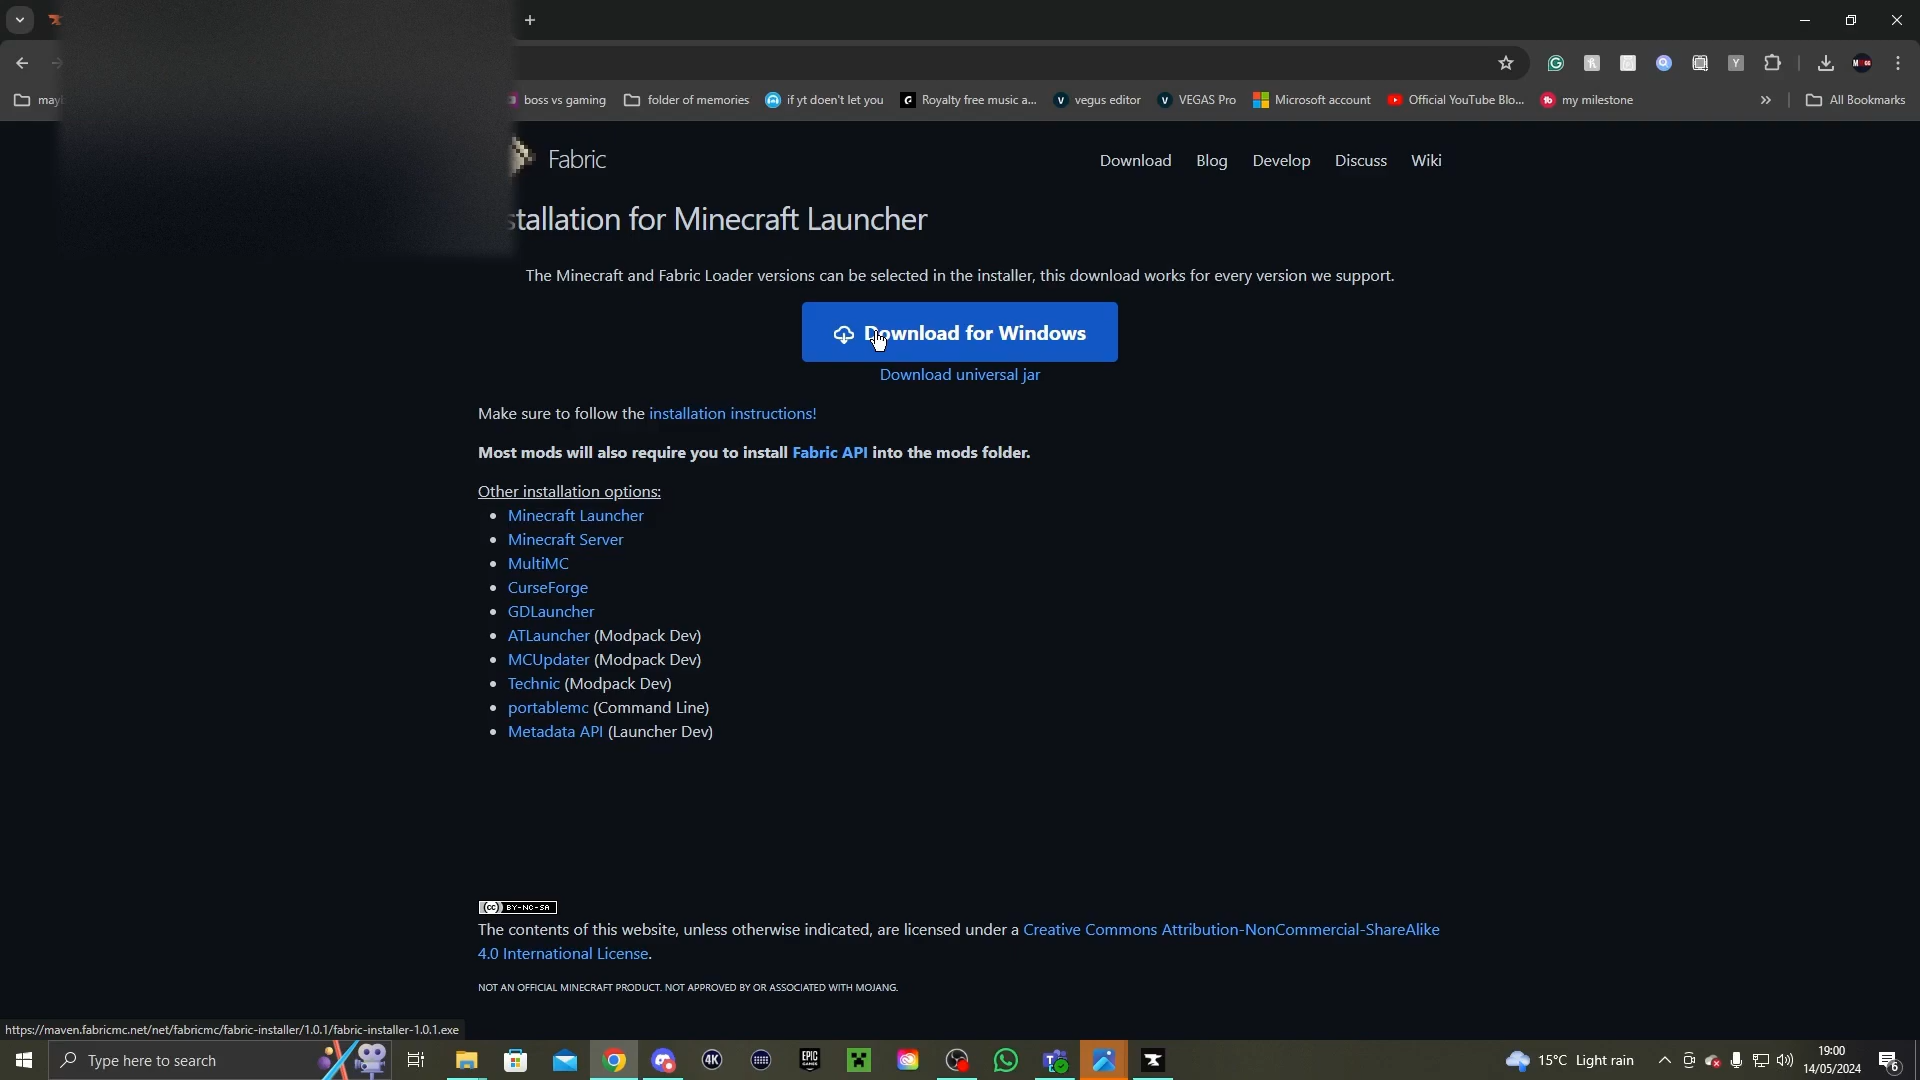 boss vs gaming
folder of memories
if yt doen't let you
Royalty free music a...
vegus editor
VEGAS Pro
Microsoft account
Official YouTube Blo...
my milestone
All Bookmarks
Fabric
Download
Blog
Develop
Discuss
Wiki
stallation for Minecraft Launcher
The Minecraft and Fabric Loader versions can be selected in the installer, this download works for every version we support.
Download for Windows
Download universal jar
Make sure to follow the installation instructions!
Most mods will also require you to install Fabric API into the mods folder.
Other installation options:
Minecraft Launcher
Minecraft Server
MultiMC
CurseForge
GDLauncher
ATLauncher (Modpack Dev)
MCUpdater (Modpack Dev)
Technic (Modpack Dev)
portablemc (Command Line)
Metadata API (Launcher Dev)
BY-NC-SA
The contents of this website, unless otherwise indicated, are licensed under a Creative Commons Attribution-NonCommercial-ShareAlike
4.0 International License.
NOT AN OFFICIAL MINECRAFT PRODUCT. NOT APPROVED BY OR ASSOCIATED WITH MOJANG.
https://maven.fabricmc.net/net/fabricmc/fabric-installer/1.0.1/fabric-installer-1.0.1.exe
Type here to search
4K
EPIC GAMES
15°C Light rain
19:00
14/05/2024
6